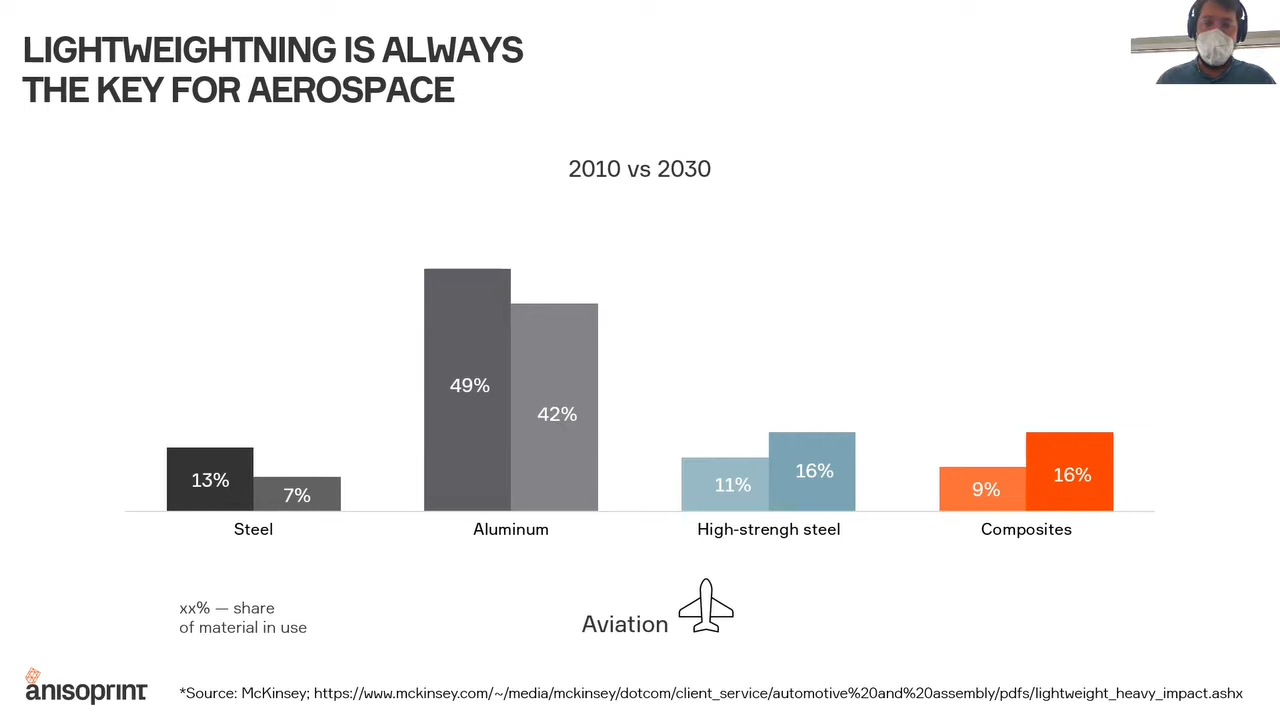 LIGHTWEIGHTNING IS ALWAYS
THE KEY FOR AEROSPACE
2010 vs 2030
49%
42%
13%
7%
11%
16%
9%
16%
Steel
Aluminum
High-strengh steel
Composites
xx% — share
of material in use
Aviation
anisoprint
*Source: McKinsey; https://www.mckinsey.com/~/media/mckinsey/dotcom/client_service/automotive%20and%20assembly/pdfs/lightweight_heavy_impact.ashx